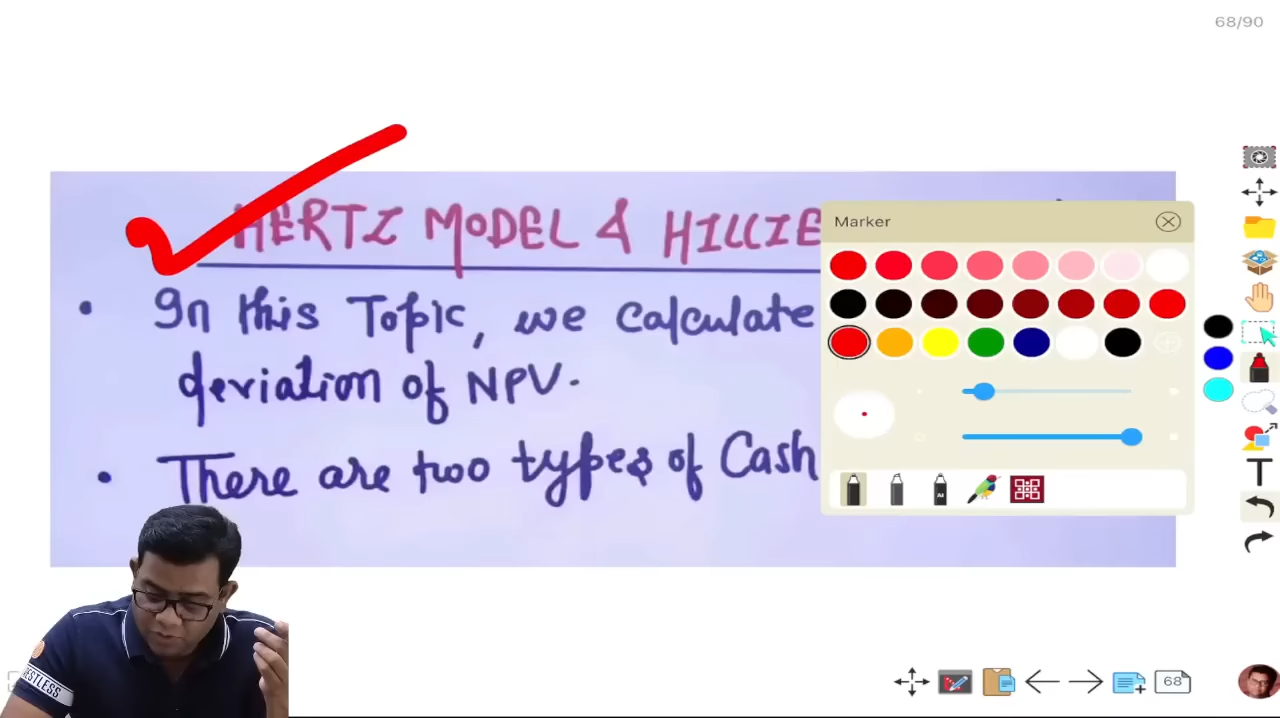 68/90
HERTZ MODEL & HILLIE
Marker
In this Topic, we calculate
deviation of NPV.
There are two types of Cash
T
68